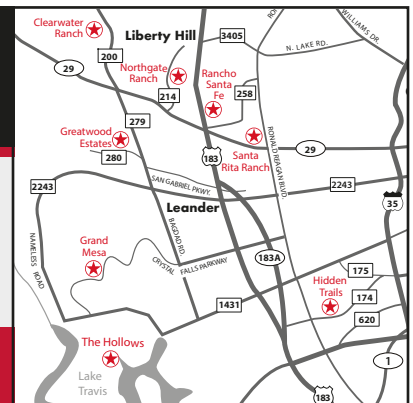 Clearwater
Ranch
Liberty Hill
3405
RO
WILLIAMS DR.
N. LAKE RD.
200
29
Northgate
Ranch
Rancho
Santa
Fe
214
258
279
Greatwood
Estates
280
183
Santa
Rita Ranch
RONALD REAGAN BLVD.
29
2243
SAN GABRIEL PKWY.
2243
35
Leander
NAMELESS ROAD
BAGDAD RD.
Grand
Mesa
CRYSTAL FALLS PARKWAY
183A
175
Hidden
Trails
174
1431
620
The Hollows
1
Lake
Travis
183